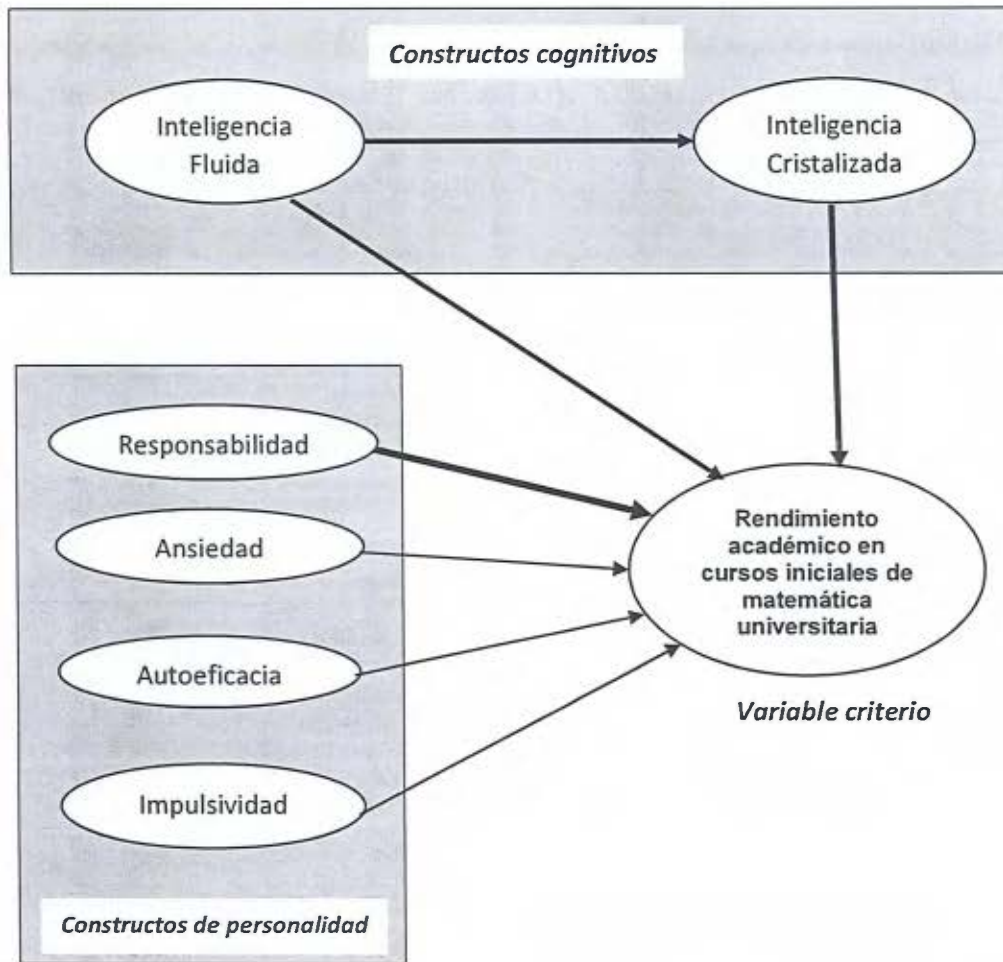 Constructos cognitivos
Inteligencia
Fluida
Inteligencia
Cristalizada
Responsabilidad
Ansiedad
Autoeficacia
Impulsividad
Constructos de personalidad
Rendimiento
académico en
cursos iniciales de
matemática
universitaria
Variable criterio